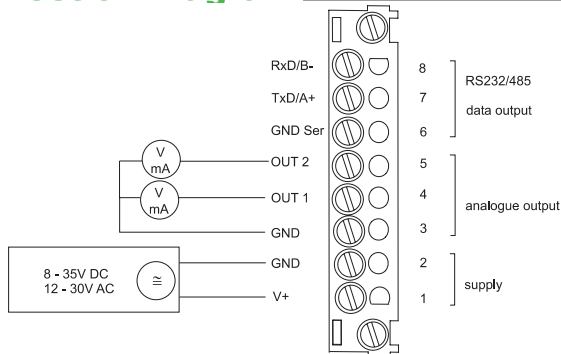 RxD/B-
8
TxD/A+
7
RS232/485
data output
GND Ser
6
V
mA
OUT 2
5
V
mA
OUT 1
4
analogue output
GND
3
8 - 35V DC
12 - 30V AC
≅
GND
2
V+
1
supply